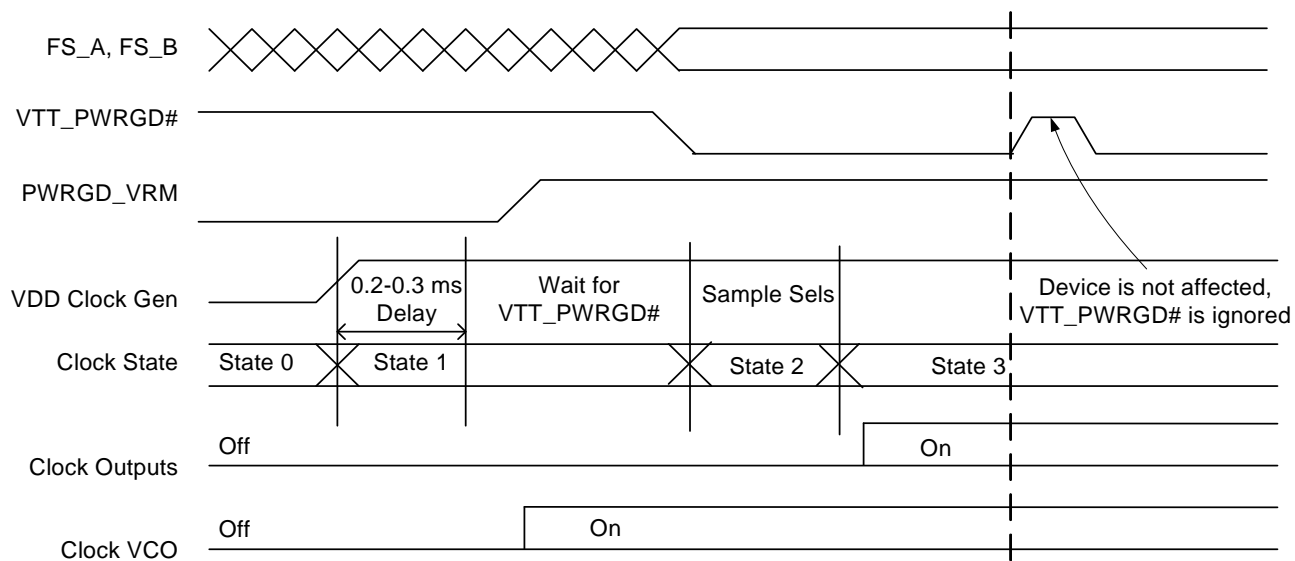 FS_A, FS_B
VTT_PWRGD#
PWRGD_VRM
VDD Clock Gen
0.2-0.3 ms
Delay
Wait for
VTT_PWRGD#
Sample Sels
Device is not affected,
VTT_PWRGD# is ignored
Clock State
State 0
State 1
State 2
State 3
Clock Outputs
Off
On
Clock VCO
Off
On